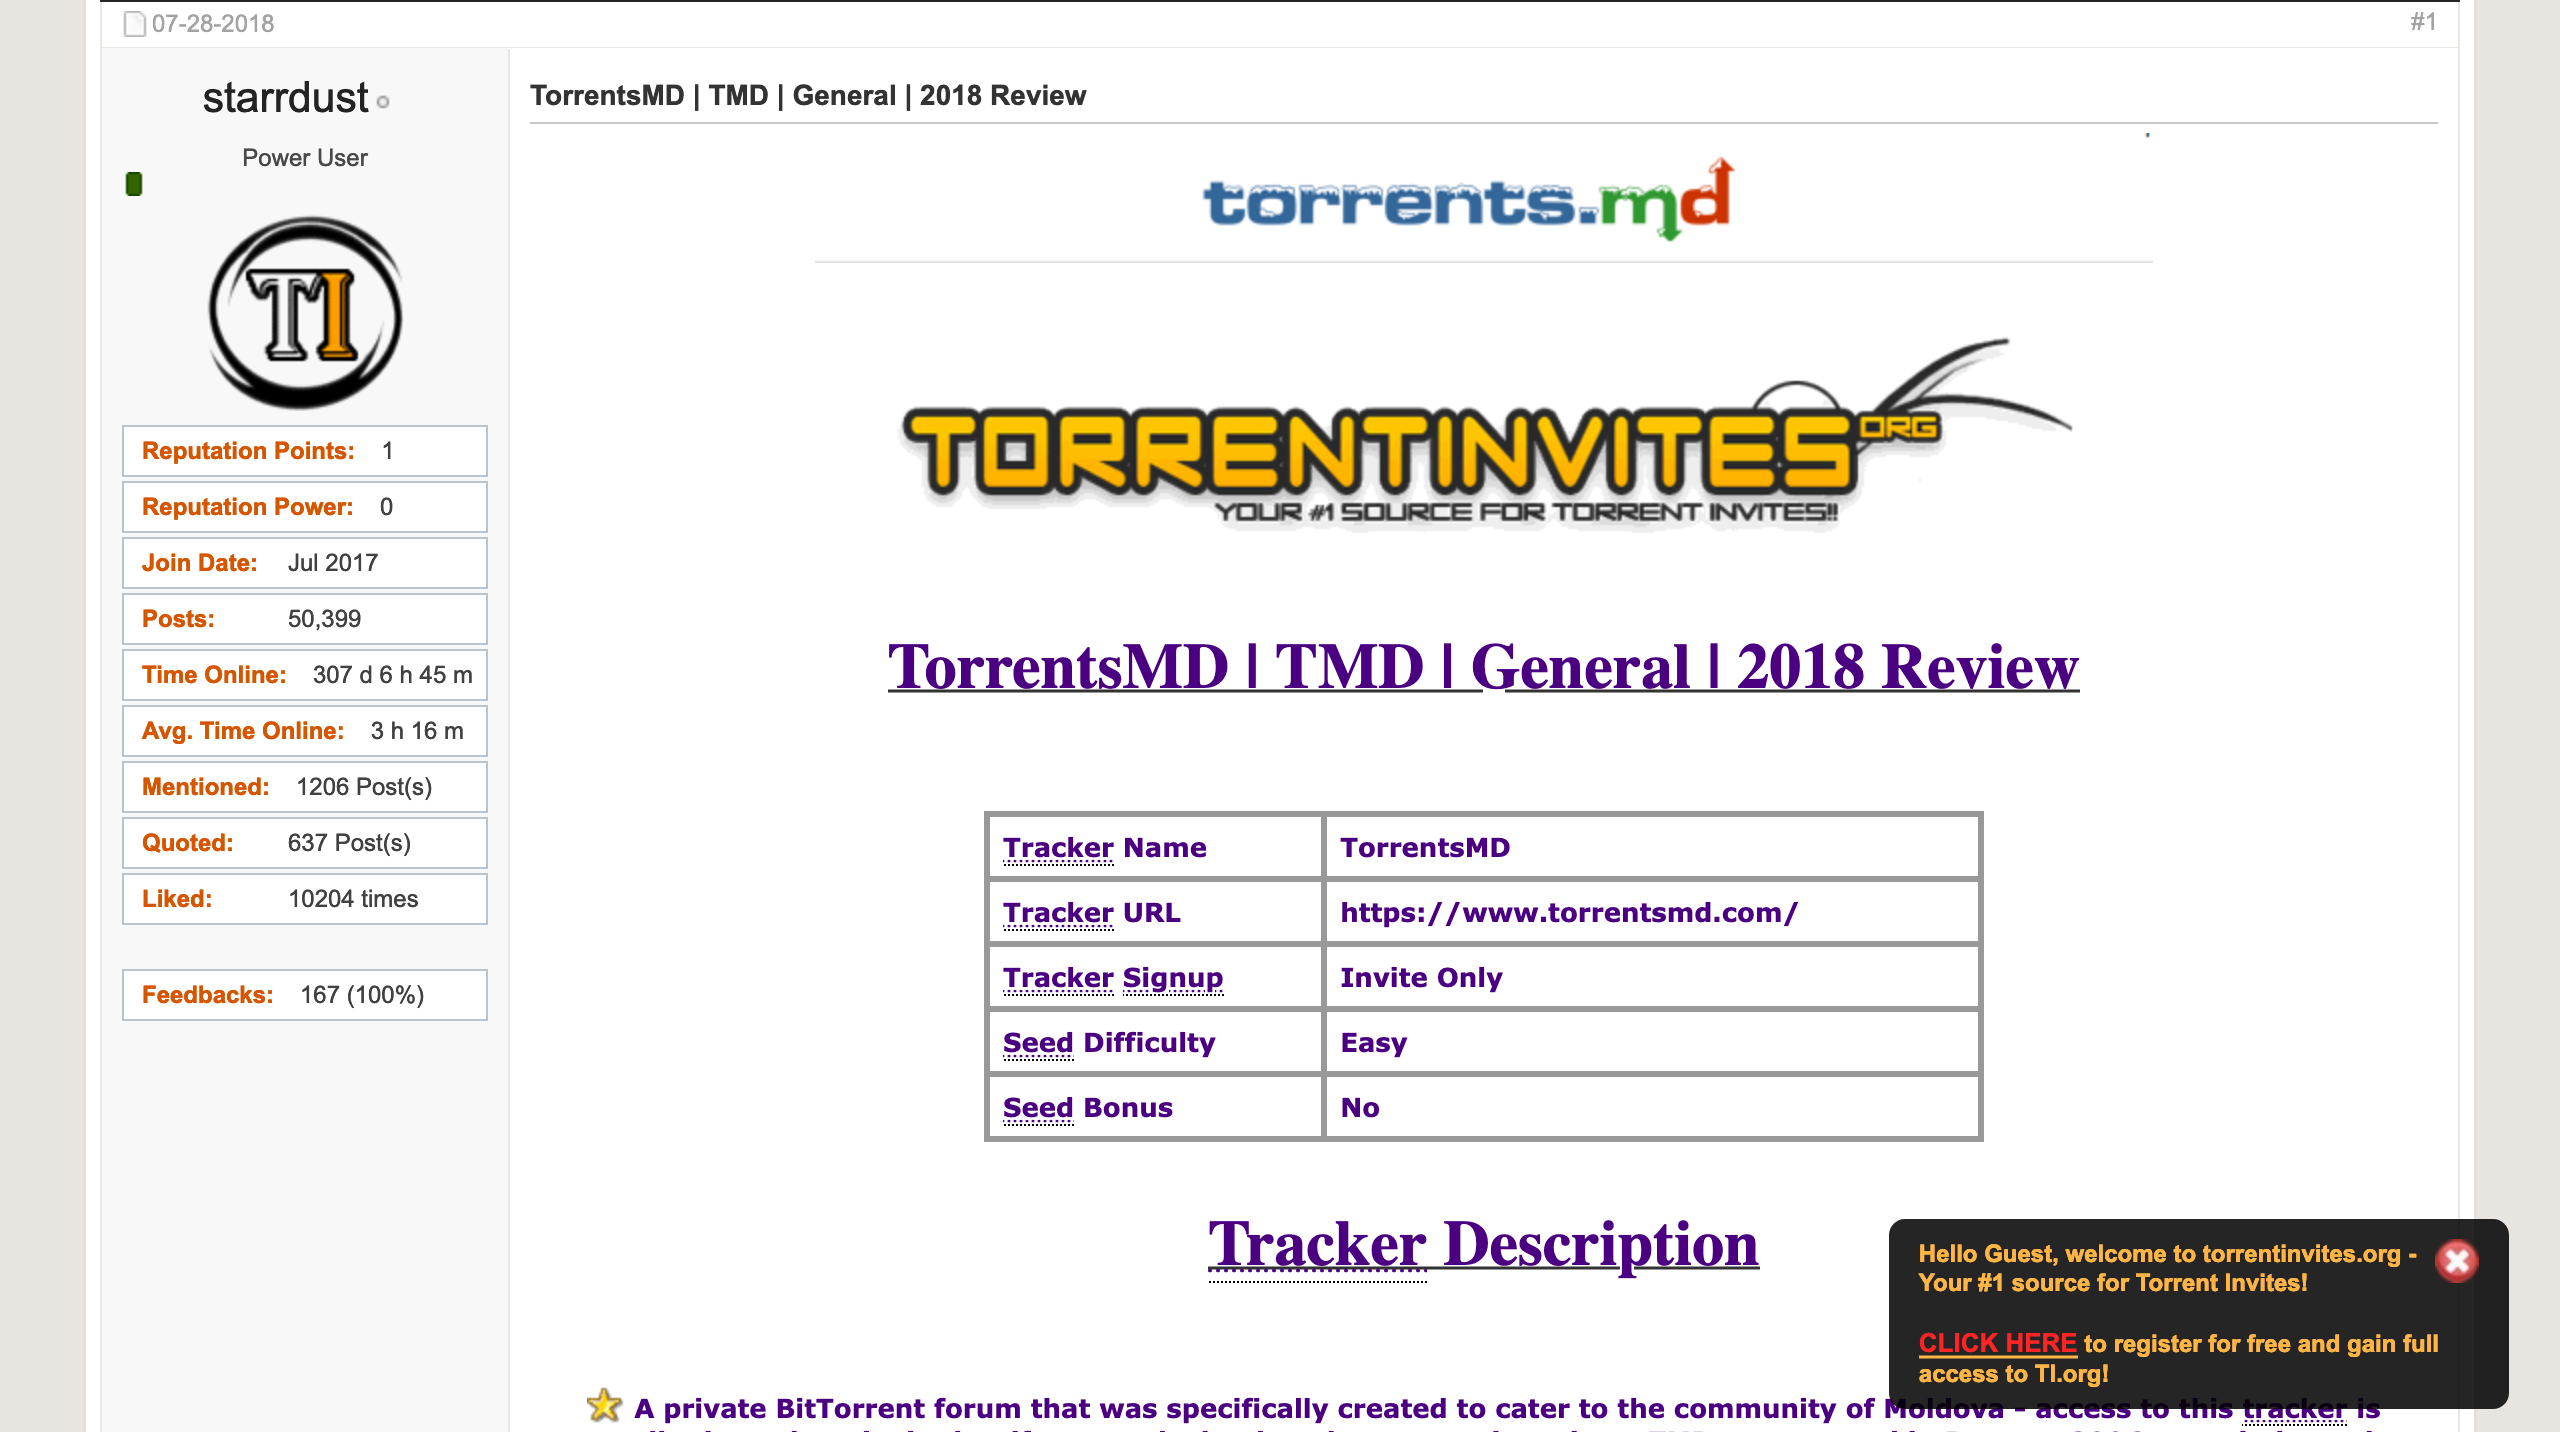 07-28-2018
#1
starrdust
Power User
TI
Reputation Points: 1
Reputation Power: 0
Join Date: Jul 2017
Posts: 50,399
Time Online: 307 d 6 h 45 m
Avg. Time Online: 3 h 16 m
Mentioned: 1206 Post(s)
Quoted: 637 Post(s)
Liked: 10204 times
Feedbacks: 167 (100%)
TorrentsMD | TMD | General | 2018 Review
torrents.md
TORRENTINVITES ORG
YOUR #1 SOURCE FOR TORRENT INVITES!!
TorrentsMD | TMD | General | 2018 Review
Tracker Name TorrentsMD
Tracker URL https://www.torrentsmd.com/
Tracker Signup Invite Only
Seed Difficulty Easy
Seed Bonus No
Tracker Description
A private BitTorrent forum that was specifically created to cater to the community of Moldova - access to this tracker is
Hello Guest, welcome to torrentinvites.org -
Your #1 source for Torrent Invites!
CLICK HERE to register for free and gain full
access to TI.org!